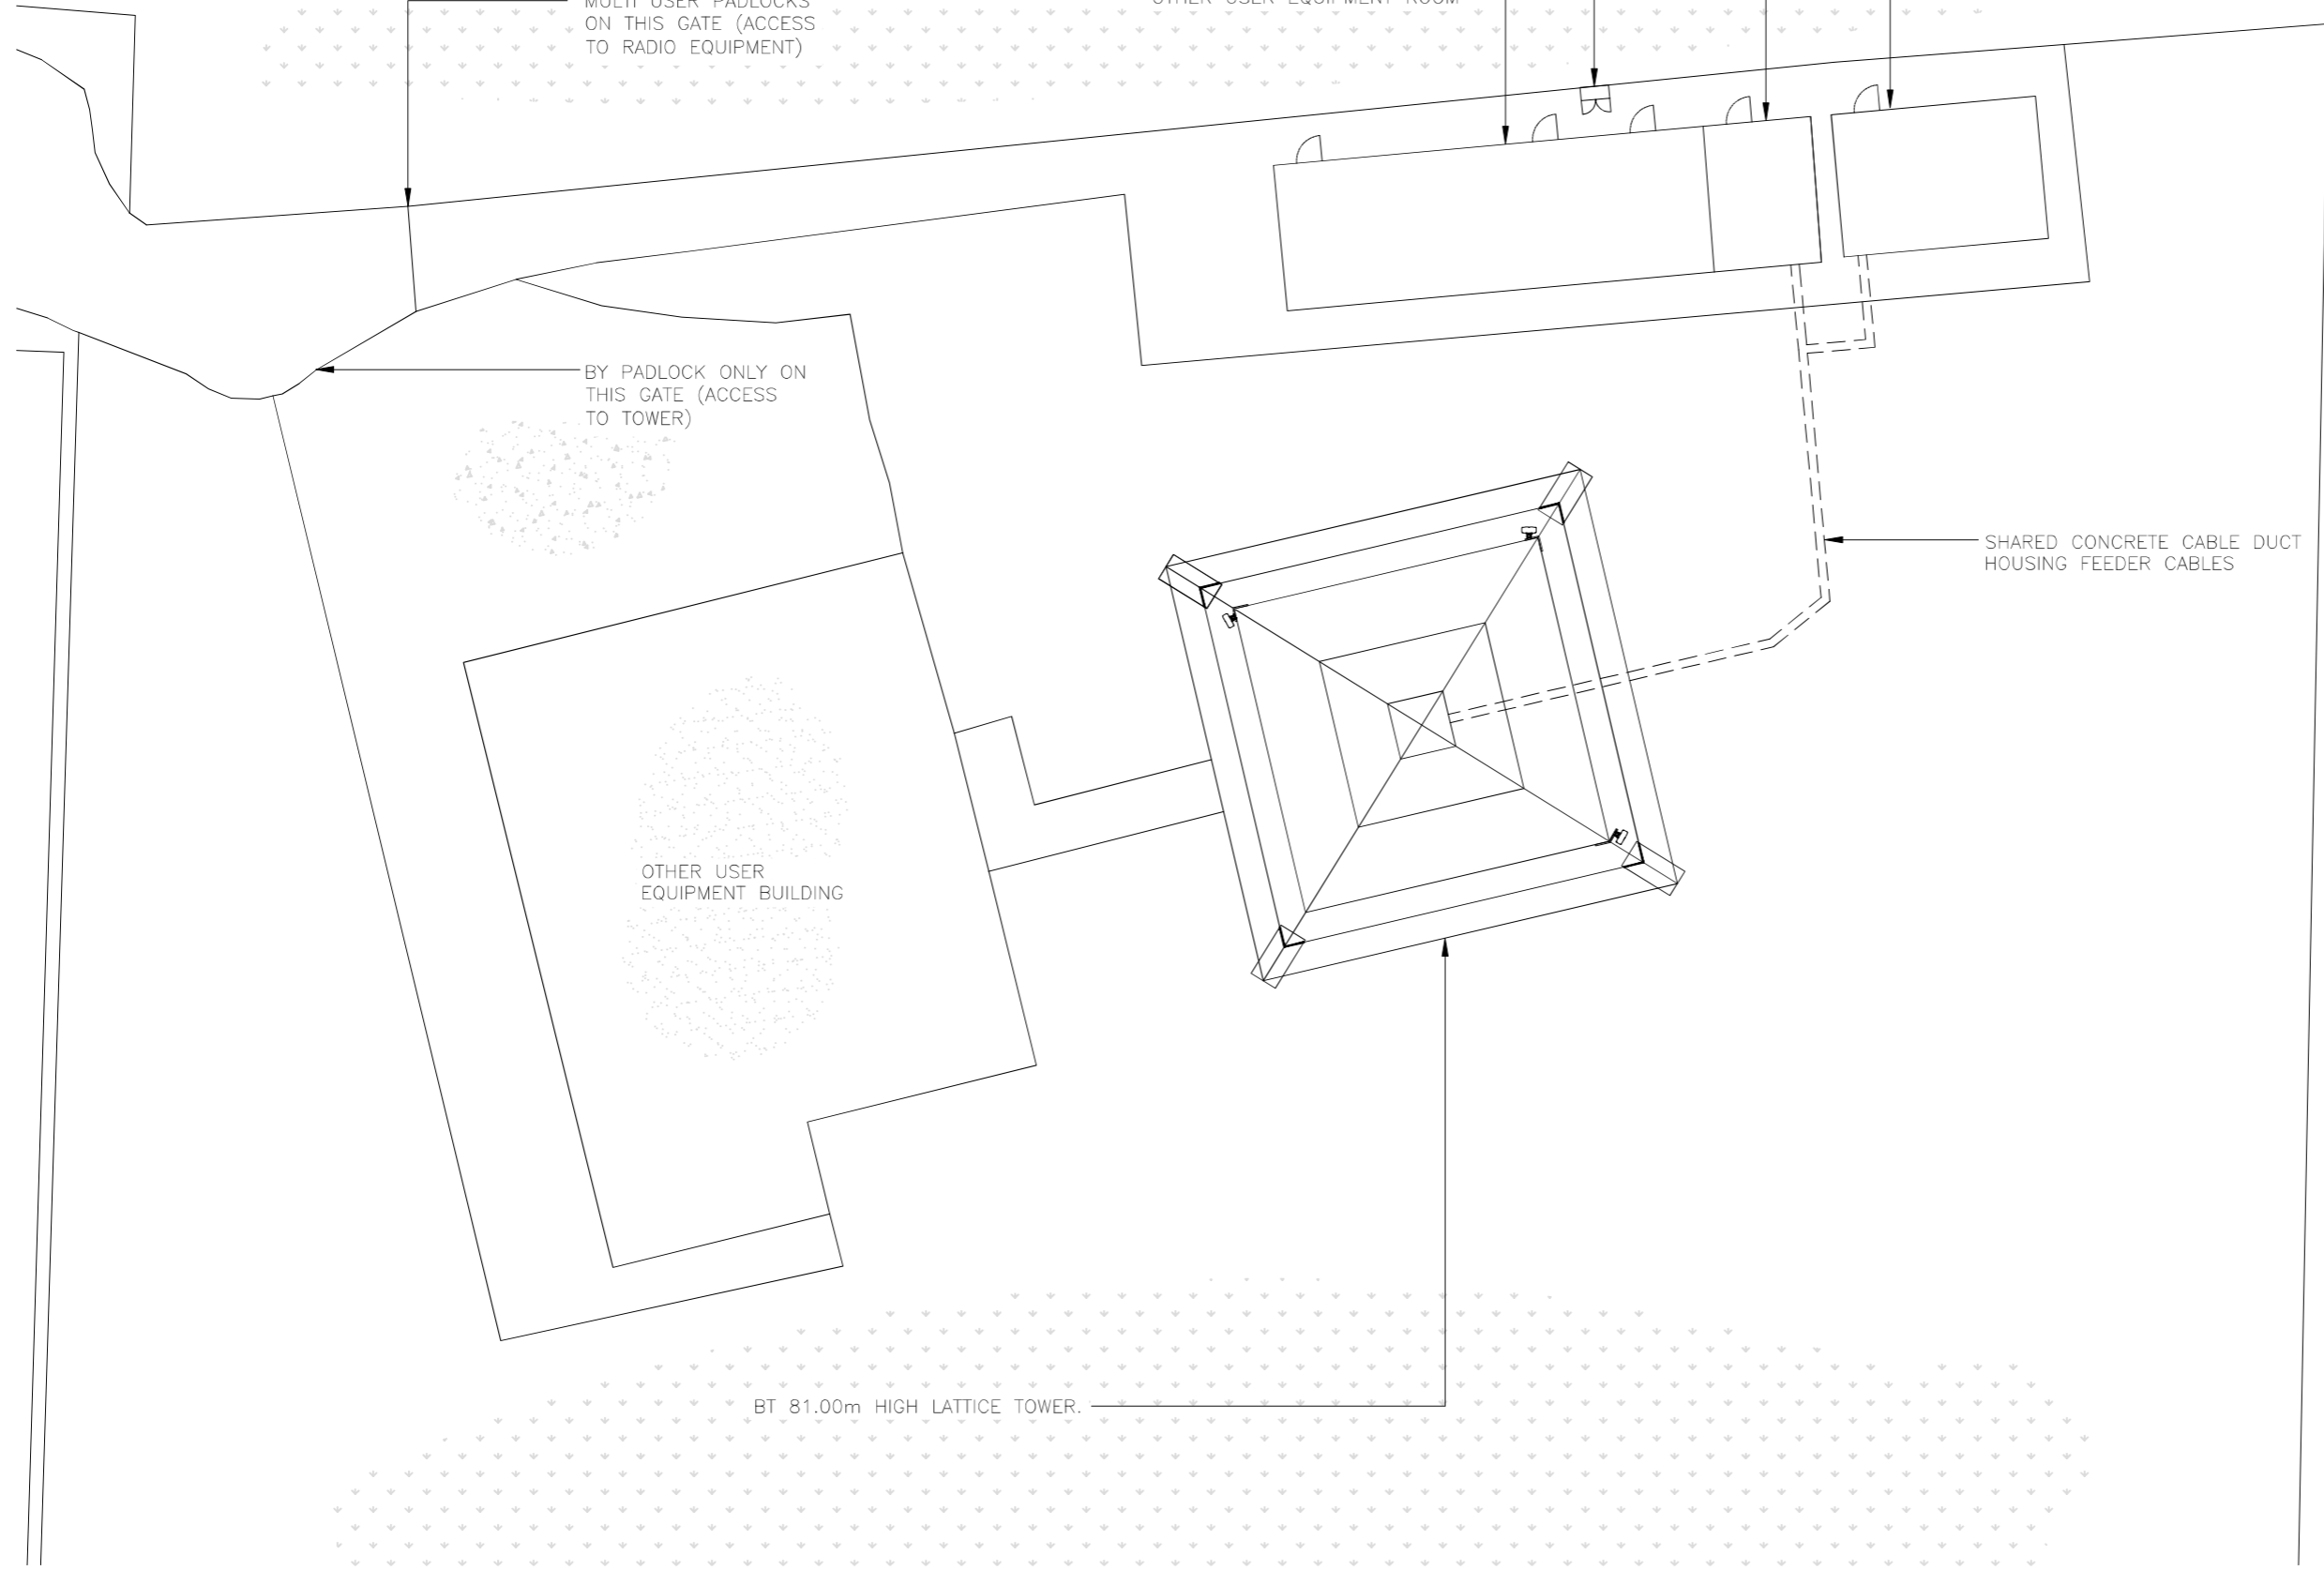 MULTI USER PADLOCKS
ON THIS GATE (ACCESS
TO RADIO EQUIPMENT)
OTHER USER EQUIPMENT ROOM
BY PADLOCK ONLY ON
THIS GATE (ACCESS
TO TOWER)
SHARED CONCRETE CABLE DUCT
HOUSING FEEDER CABLES
OTHER USER
EQUIPMENT BUILDING
BT 81.00m HIGH LATTICE TOWER.